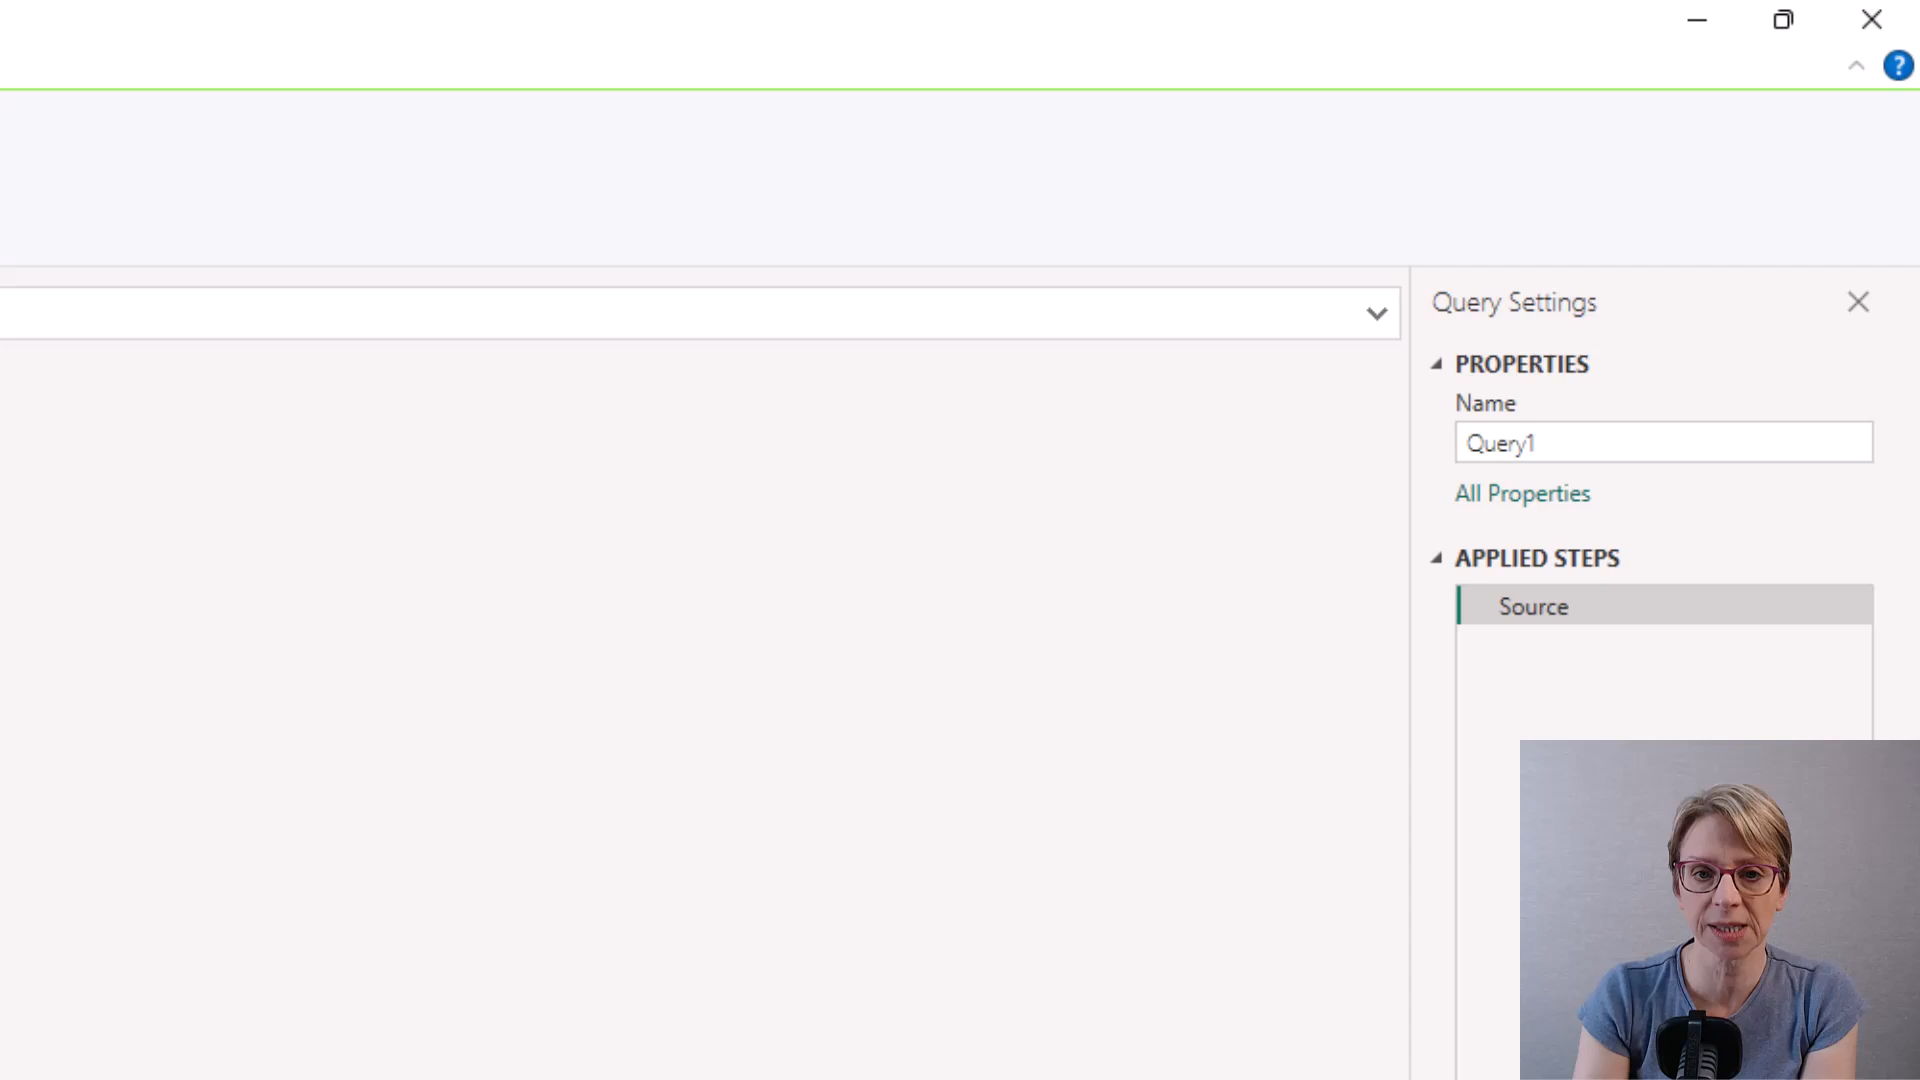 ?
Query Settings
PROPERTIES
Name
Query1
All Properties
APPLIED STEPS
Source